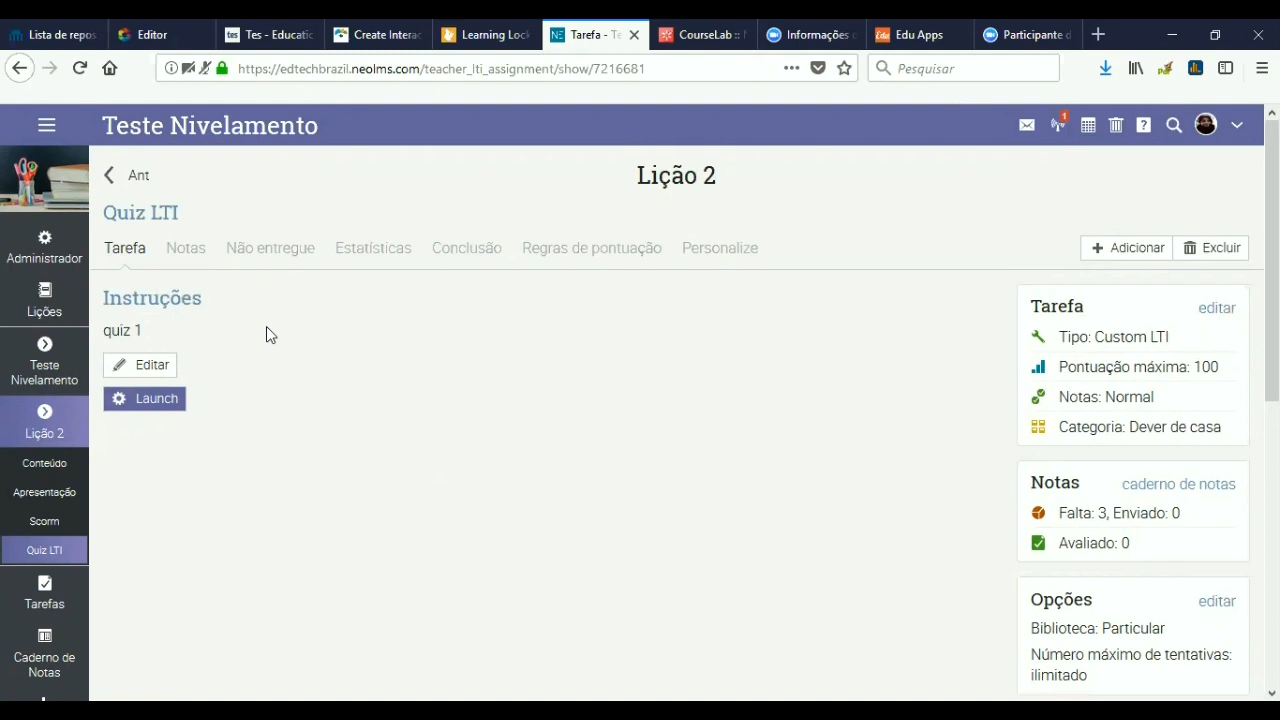 Lista de repos
Editor
tes Tes - Educatio
Create Interac
Learning Lock
NE Tarefa - Te
CourseLab ::
Informações
Edu Edu Apps
Participante d
https://edtechbrazil.neolms.com/teacher_lti_assignment/show/7216681
Pesquisar
Teste Nivelamento
1
Ant
Lição 2
Quiz LTI
Tarefa Notas Não entregue Estatísticas Conclusão Regras de pontuação Personalize
Adicionar Excluir
Administrador
Lições
Teste
Nivelamento
Lição 2
Conteúdo
Apresentação
Scorm
Quiz LTI
Tarefas
Caderno de
Notas
Instruções
quiz 1
Editar
Launch
Tarefa editar
Tipo: Custom LTI
Pontuação máxima: 100
Notas: Normal
Categoria: Dever de casa
Notas caderno de notas
Falta: 3, Enviado: 0
Avaliado: 0
Opções editar
Biblioteca: Particular
Número máximo de tentativas:
ilimitado